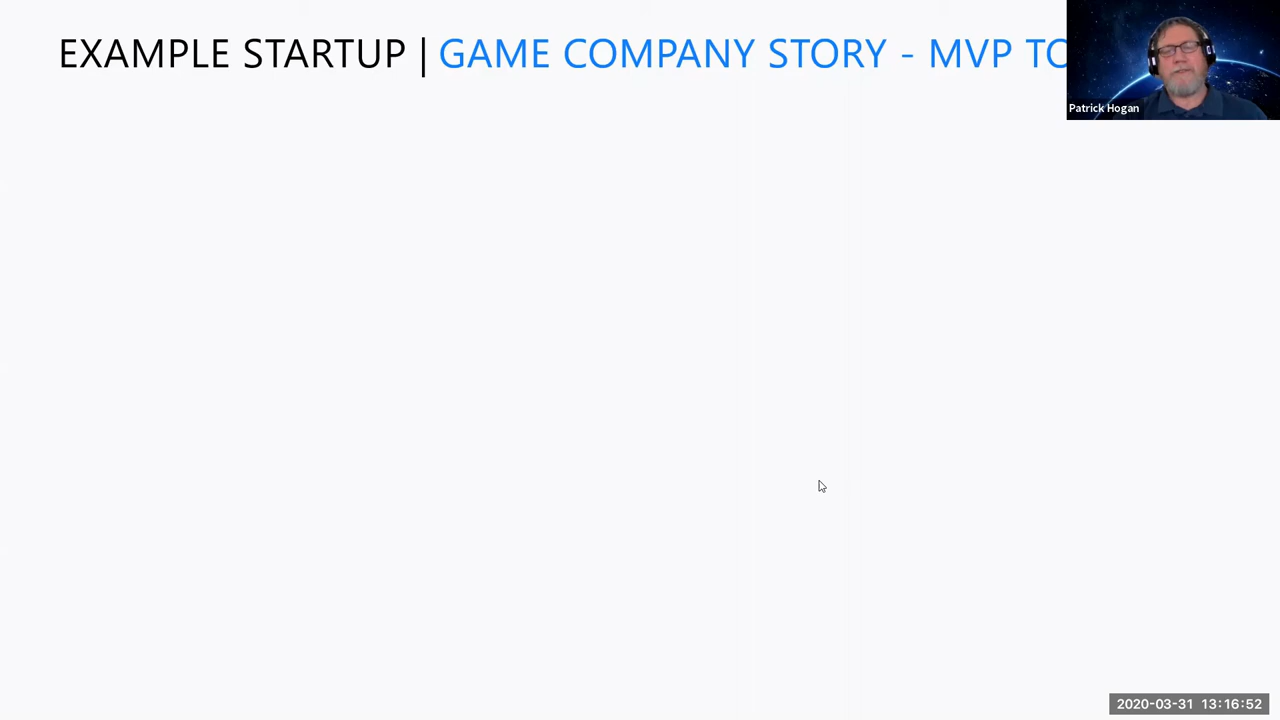 EXAMPLE STARTUP | GAME COMPANY STORY - MVP TO
Patrick Hogan
2020-03-31 13:16:52